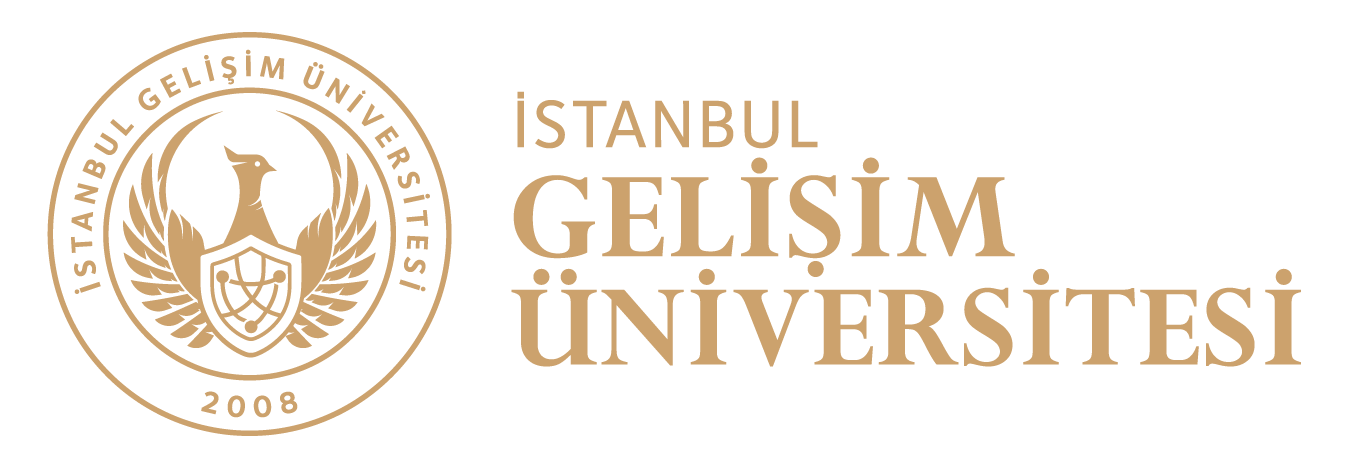 İSTANBUL GELİŞİM ÜNİVERSİTESİ
2008
İSTANBUL
GELİŞİM
ÜNİVERSİTESİ